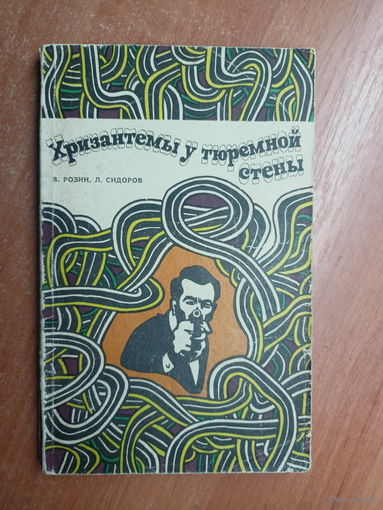 Хризантемы у тюремной
стены
В. РОЗИН, Л. СИДОРОВ